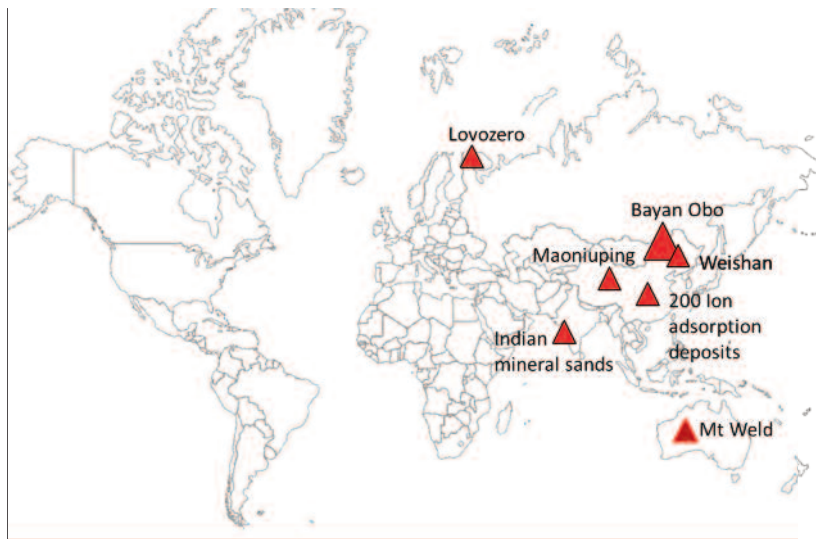 Lovozero
Bayan Obo
Maoniuping
Weishan
200 Ion
adsorption
deposits
Indian
mineral sands
Mt Weld